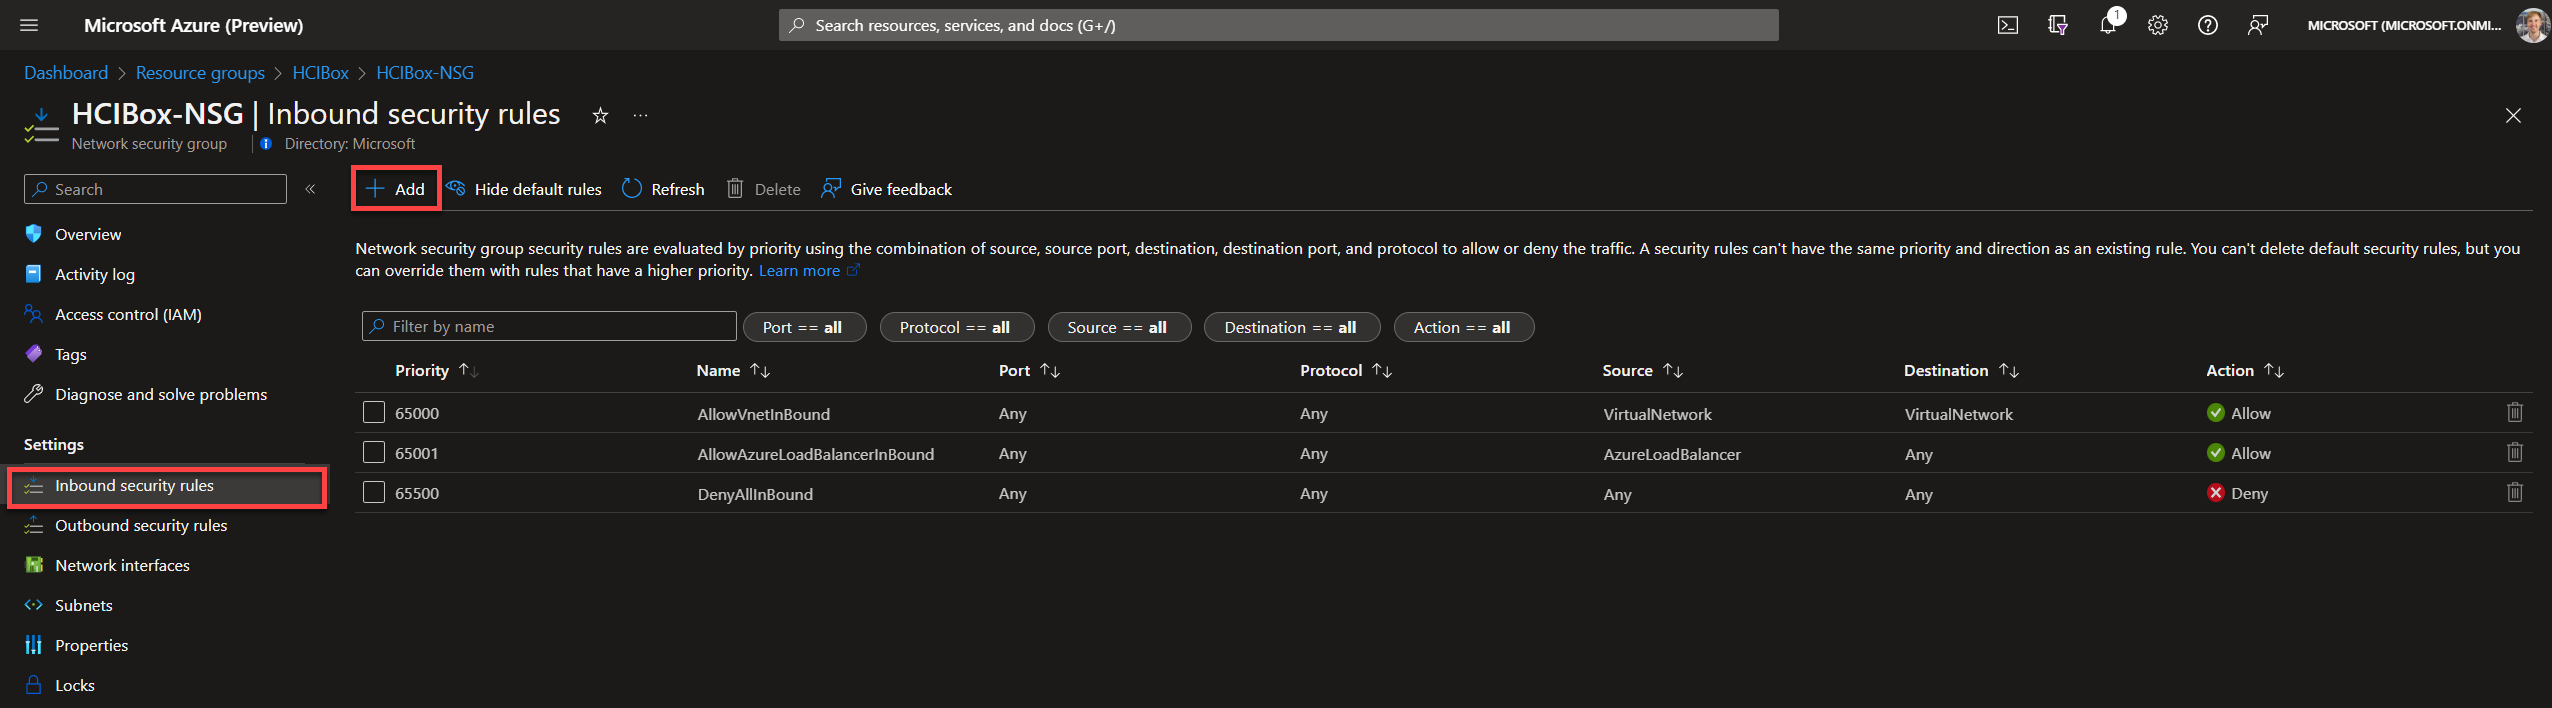 Microsoft Azure (Preview)
Search resources, services, and docs (G+/)
1
MICROSOFT (MICROSOFT.ONMI...
Dashboard > Resource groups > HCIBox > HCIBox-NSG
HCIBox-NSG | Inbound security rules ...
Network security group
Directory: Microsoft
Search
«
Add
Hide default rules
Refresh
Delete
Give feedback
Overview
Activity log
Access control (IAM)
Tags
Diagnose and solve problems
Settings
Inbound security rules
Outbound security rules
Network interfaces
Subnets
Properties
Locks
Network security group security rules are evaluated by priority using the combination of source, source port, destination, destination port, and protocol to allow or deny the traffic. A security rules can't have the same priority and direction as an existing rule. You can't delete default security rules, but you
can override them with rules that have a higher priority. Learn more
Filter by name
Port == all
Protocol == all
Source == all
Destination == all
Action == all
Priority ↑↓ Name ↑↓ Port ↑↓ Protocol ↑↓ Source ↑↓ Destination ↑↓ Action ↑↓
65000 AllowVnetInBound Any Any VirtualNetwork VirtualNetwork Allow
65001 AllowAzureLoadBalancerInBound Any Any AzureLoadBalancer Any Allow
65500 DenyAllInBound Any Any Any Any Deny